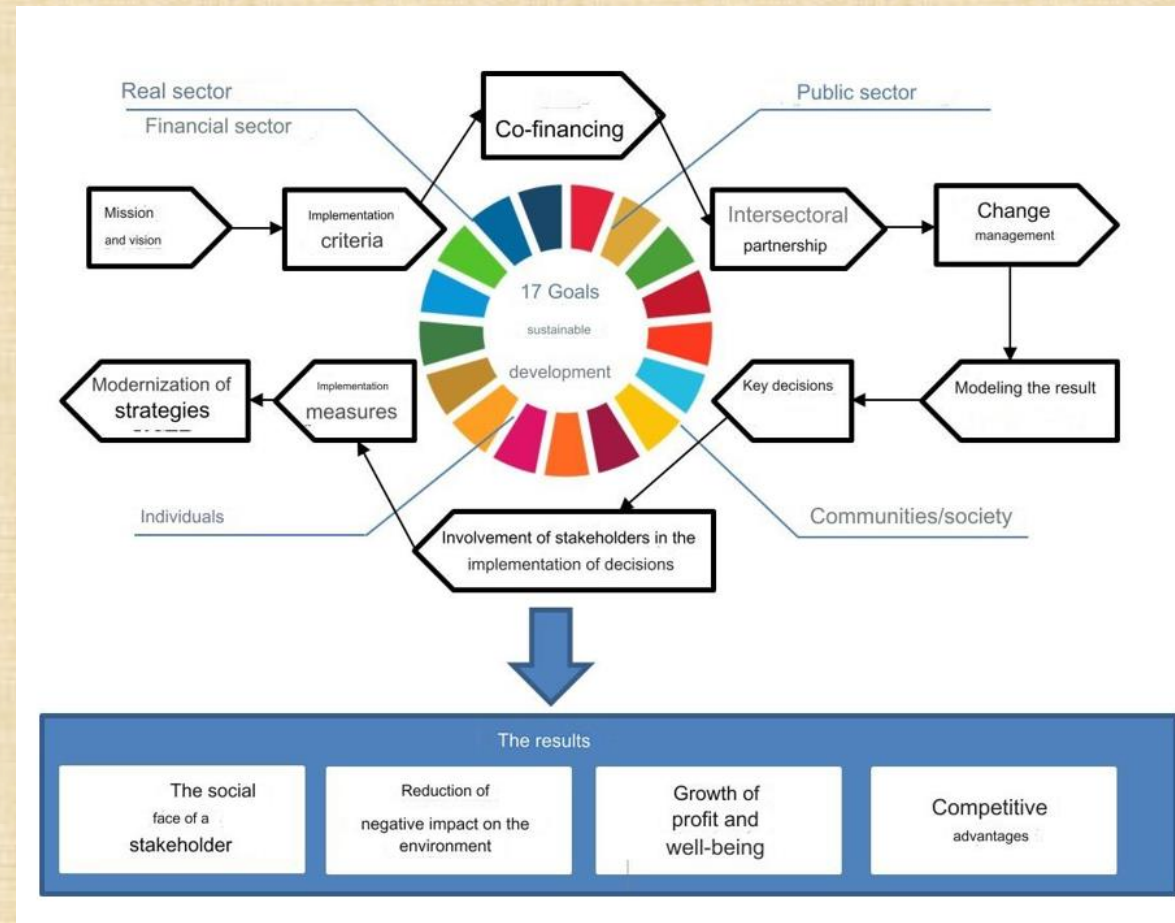 Real sector
Financial sector
Public sector
Co-financing
Mission
and vision
Implementation
criteria
Intersectoral
partnership
Change
management
17 Goals
sustainable
development
Modernization of
strategies
Implementation
measures
Key decisions
Modeling the result
Individuals
Communities/society
Involvement of stakeholders in the
implementation of decisions
The results
The social
face of a
stakeholder
Reduction of
negative impact on the
environment
Growth of
profit and
well-being
Competitive
advantages